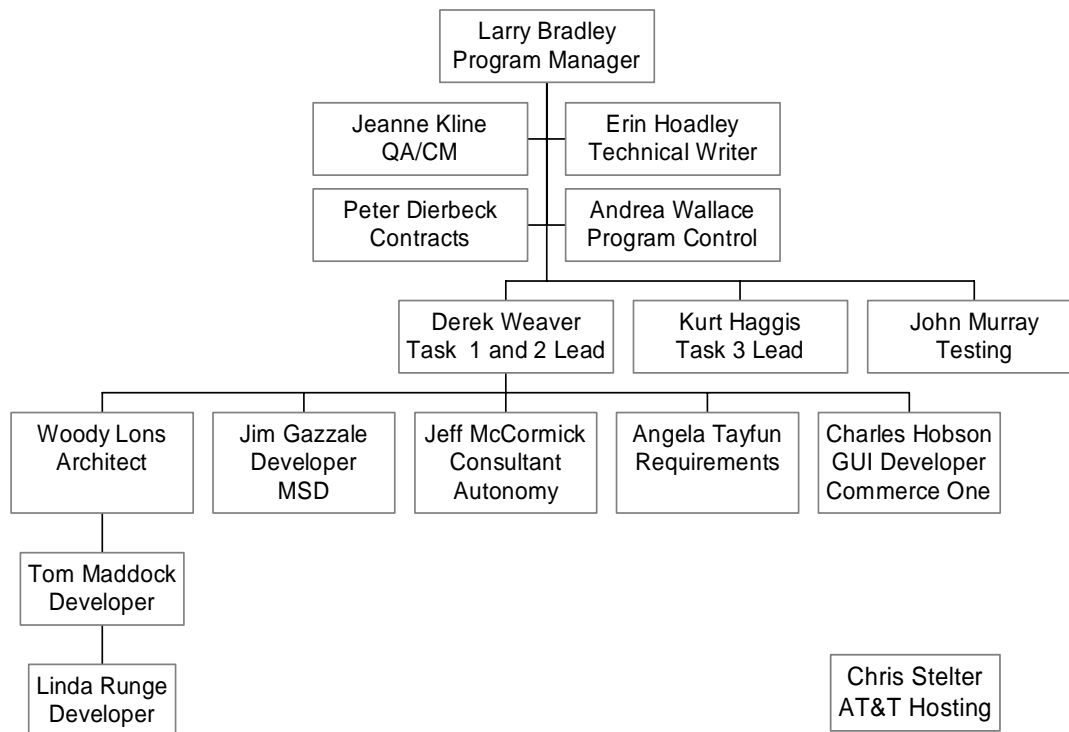 Larry Bradley
Program Manager
Jeanne Kline
QA/CM
Erin Hoadley
Technical Writer
Peter Dierbeck
Contracts
Andrea Wallace
Program Control
Derek Weaver
Task 1 and 2 Lead
Kurt Haggis
Task 3 Lead
John Murray
Testing
Woody Lons
Architect
Jim Gazzale
Developer
MSD
Jeff McCormick
Consultant
Autonomy
Angela Tayfun
Requirements
Charles Hobson
GUI Developer
Commerce One
Tom Maddock
Developer
Linda Runge
Developer
Chris Stelter
AT&T Hosting